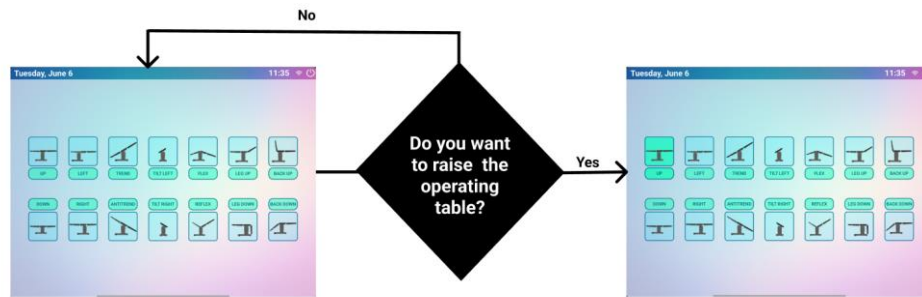 No
Tuesday, June 6 11:35
UP LEFT TREND TILT LEFT FLEX LEG UP BACK UP
DOWN RIGHT ANTITREND TILT RIGHT REFLEX LEG DOWN BACK DOWN
Do you want
to raise the
operating
table?
Yes
Tuesday, June 6 11:35
UP LEFT TREND TILT LEFT FLEX LEG UP BACK UP
DOWN RIGHT ANTITREND TILT RIGHT REFLEX LEG DOWN BACK DOWN